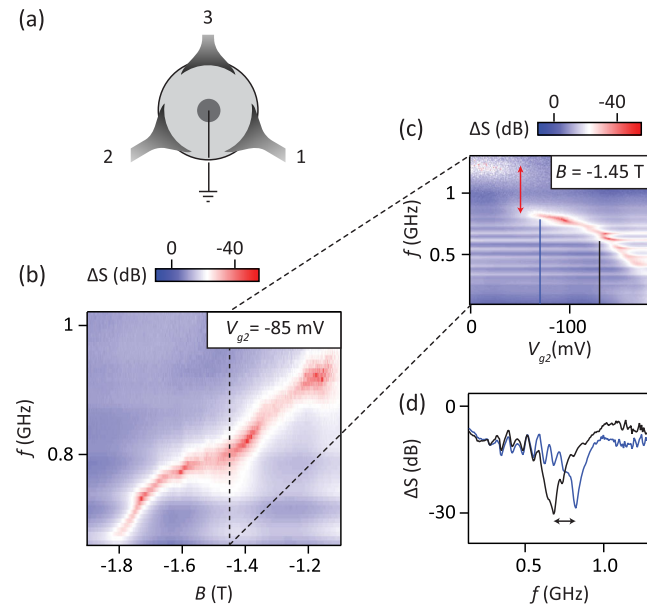 (a)
3
2
1
(b)
ΔS (dB)
0
-40
V_g2 = -85 mV
1
0.8
f (GHz)
-1.8
-1.6
-1.4
-1.2
B (T)
(c)
ΔS (dB)
0
-40
B = -1.45 T
1
0.5
f (GHz)
0
-100
V_g2(mV)
(d)
0
-30
ΔS (dB)
0.5
1.0
f (GHz)